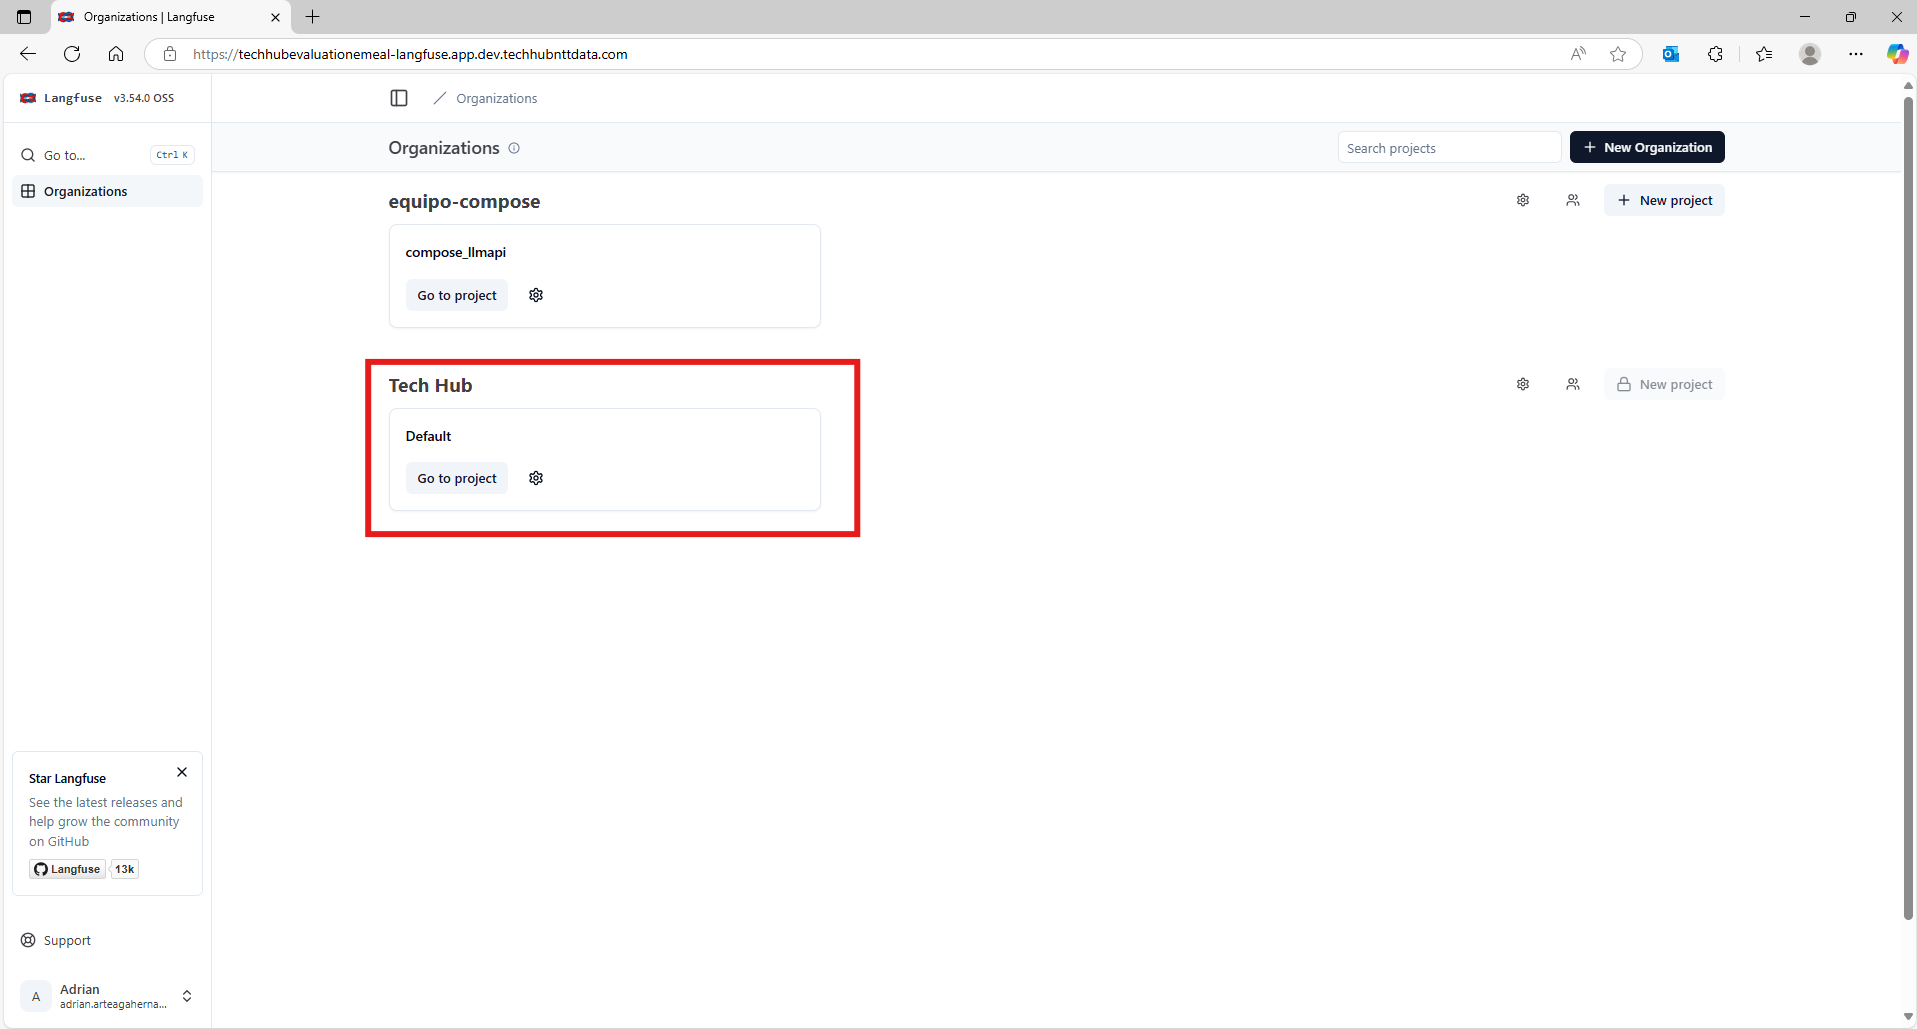 Organizations | Langfuse
https://techhubevaluationemeal-langfuse.app.dev.techhubnttdata.com
Langfuse v3.54.0 OSS
Organizations
Go to... Ctrl K
Organizations
Organizations
Search projects
New Organization
equipo-compose
New project
compose_llmapi
Go to project
Tech Hub
New project
Default
Go to project
Star Langfuse
See the latest releases and
help grow the community
on GitHub
Langfuse 13k
Support
A
Adrian
adrian.arteagaherna...